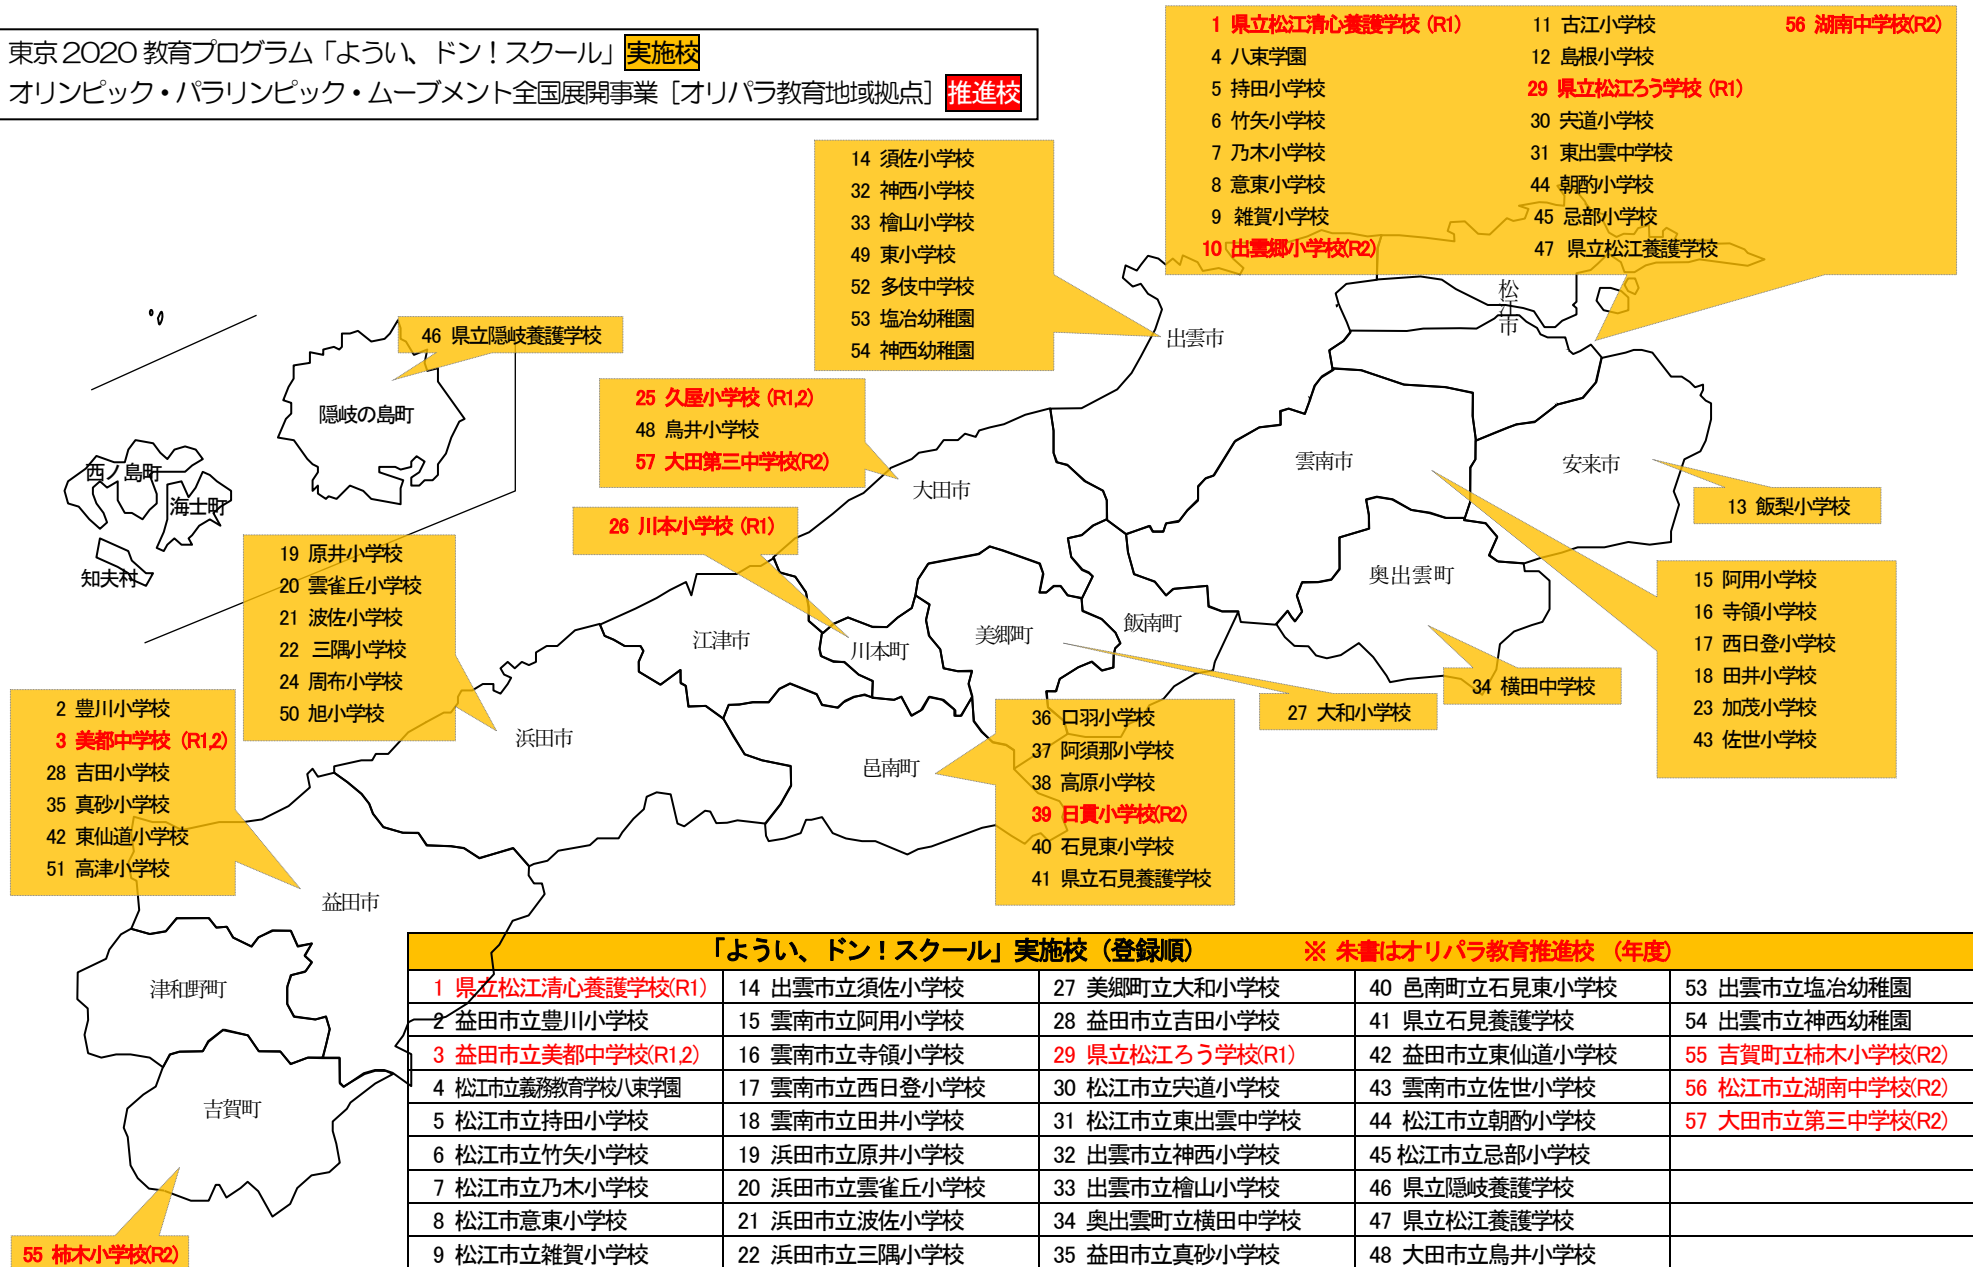 東京2020教育プログラム「ようい、ドン！スクール」実施校
オリンピック・パラリンピック・ムーブメント全国展開事業［オリパラ教育地域拠点］推進校
1 県立松江清心養護学校 (R1)
4 八束学園
5 持田小学校
6 竹矢小学校
7 乃木小学校
8 意東小学校
9 雑賀小学校
10 出雲郷小学校(R2)
11 古江小学校
12 島根小学校
29 県立松江ろう学校 (R1)
30 宍道小学校
31 東出雲中学校
44 朝酌小学校
45 忌部小学校
47 県立松江養護学校
56 湖南中学校(R2)
14 須佐小学校
32 神西小学校
33 檜山小学校
49 東小学校
52 多伎中学校
53 塩冶幼稚園
54 神西幼稚園
松江市
出雲市
46 県立隠岐養護学校
隠岐の島町
西ノ島町
海士町
知夫村
25 久屋小学校 (R1,2)
48 鳥井小学校
57 大田第三中学校(R2)
大田市
雲南市
安来市
13 飯梨小学校
26 川本小学校 (R1)
19 原井小学校
20 雲雀丘小学校
21 波佐小学校
22 三隅小学校
24 周布小学校
50 旭小学校
奥出雲町
15 阿用小学校
16 寺領小学校
17 西日登小学校
18 田井小学校
23 加茂小学校
43 佐世小学校
江津市
川本町
美郷町
飯南町
34 横田中学校
27 大和小学校
2 豊川小学校
3 美都中学校 (R1,2)
28 吉田小学校
35 真砂小学校
42 東仙道小学校
51 高津小学校
浜田市
邑南町
36 口羽小学校
37 阿須那小学校
38 高原小学校
39 日貫小学校(R2)
40 石見東小学校
41 県立石見養護学校
益田市
津和野町
吉賀町
55 柿木小学校(R2)
「ようい、ドン！スクール」実施校（登録順） ※ 朱書はオリパラ教育推進校 （年度）
1 県立松江清心養護学校(R1) 14 出雲市立須佐小学校 27 美郷町立大和小学校 40 邑南町立石見東小学校 53 出雲市立塩冶幼稚園
2 益田市立豊川小学校 15 雲南市立阿用小学校 28 益田市立吉田小学校 41 県立石見養護学校 54 出雲市立神西幼稚園
3 益田市立美都中学校(R1,2) 16 雲南市立寺領小学校 29 県立松江ろう学校(R1) 42 益田市立東仙道小学校 55 吉賀町立柿木小学校(R2)
4 松江市立義務教育学校八束学園 17 雲南市立西日登小学校 30 松江市立宍道小学校 43 雲南市立佐世小学校 56 松江市立湖南中学校(R2)
5 松江市立持田小学校 18 雲南市立田井小学校 31 松江市立東出雲中学校 44 松江市立朝酌小学校 57 大田市立第三中学校(R2)
6 松江市立竹矢小学校 19 浜田市立原井小学校 32 出雲市立神西小学校 45 松江市立忌部小学校
7 松江市立乃木小学校 20 浜田市立雲雀丘小学校 33 出雲市立檜山小学校 46 県立隠岐養護学校
8 松江市意東小学校 21 浜田市立波佐小学校 34 奥出雲町立横田中学校 47 県立松江養護学校
9 松江市立雑賀小学校 22 浜田市立三隅小学校 35 益田市立真砂小学校 48 大田市立鳥井小学校